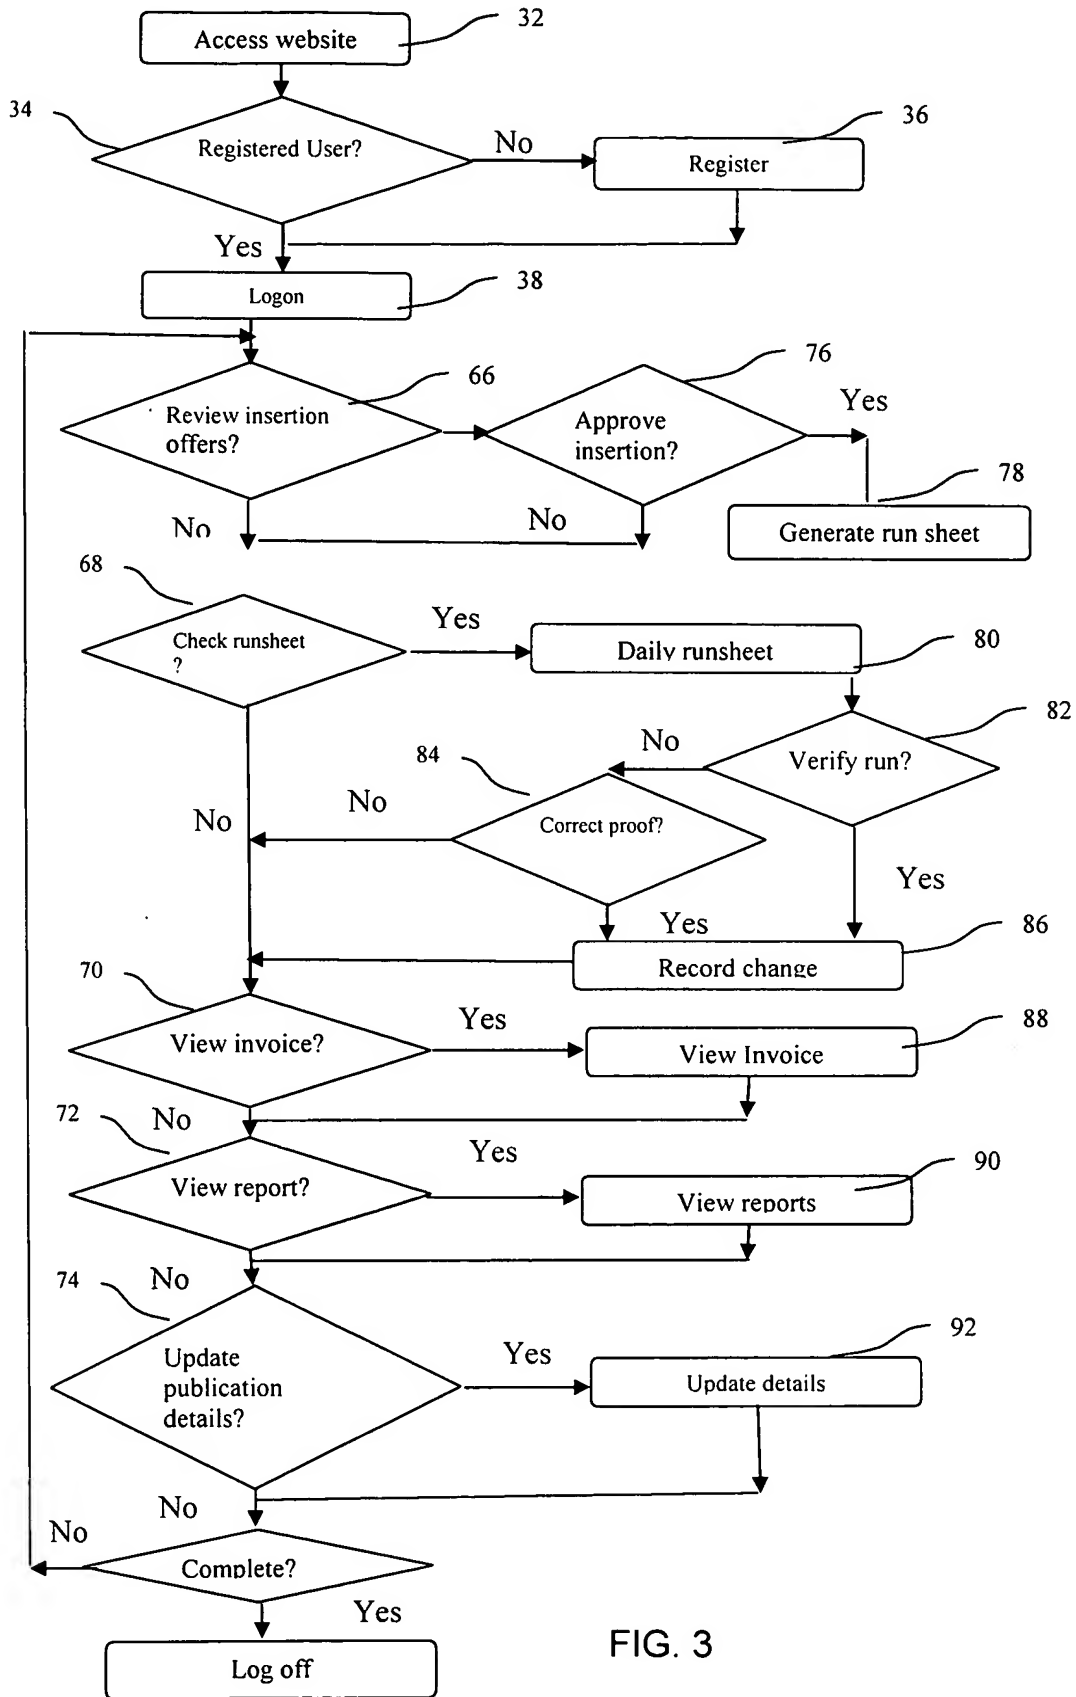 32
Access website
34
Registered User?
No
36
Register
Yes
38
Logon
66
Review insertion
offers?
76
Approve
insertion?
Yes
78
Generate run sheet
No
No
68
Check runsheet
?
Yes
Daily runsheet
80
82
Verify run?
No
84
Correct proof?
No
No
Yes
Yes
86
Record change
70
View invoice?
Yes
88
View Invoice
No
72
View report?
Yes
90
View reports
No
74
Update
publication
details?
Yes
92
Update details
No
No
Complete?
Yes
Log off
FIG. 3